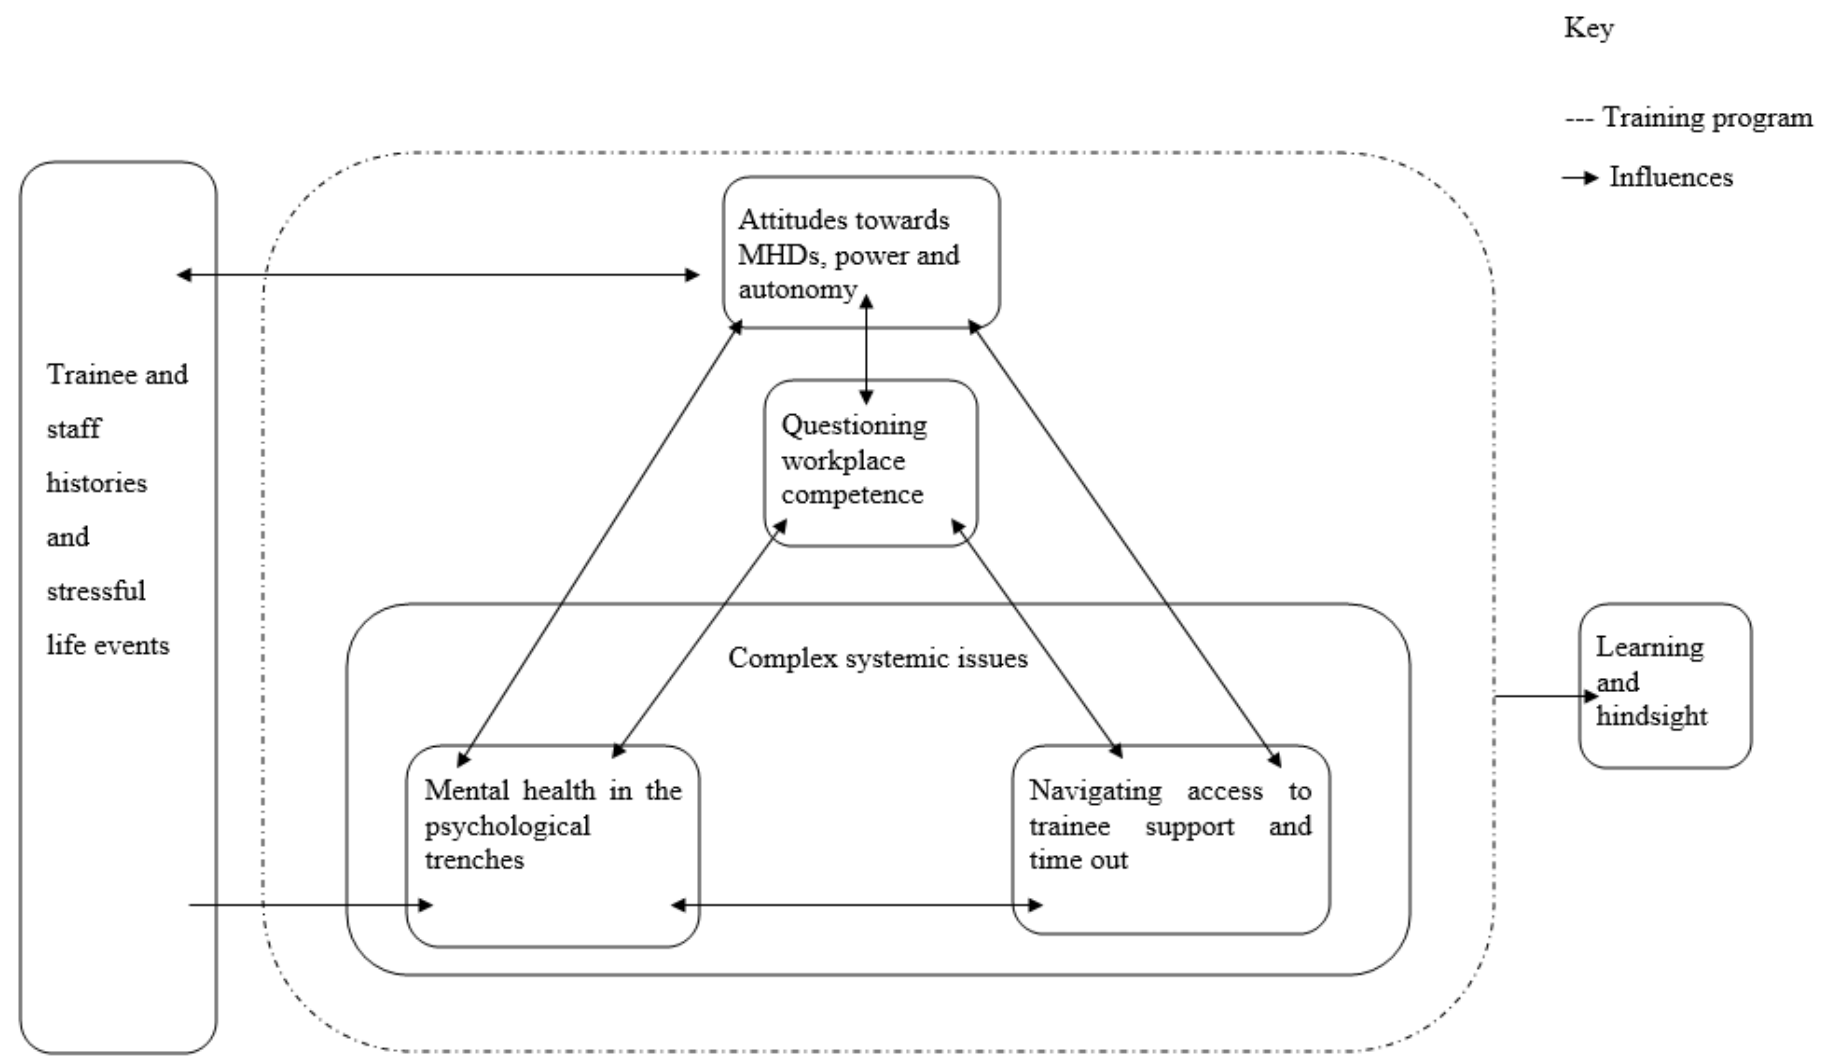 Key
--- Training program
Influences
Trainee and
staff
histories
and
stressful
life events
Attitudes towards
MHDs, power and
autonomy
Questioning
workplace
competence
Complex systemic issues
Mental health in the
psychological
trenches
Navigating access to
trainee support and
time out
Learning
and
hindsight